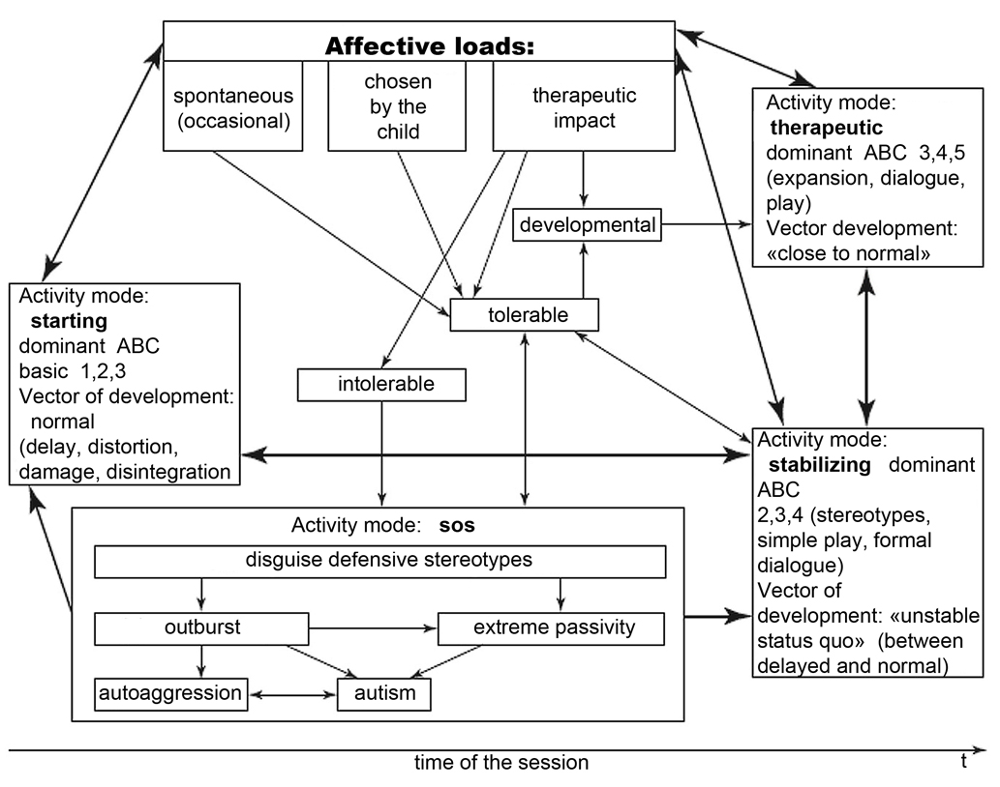 Affective loads:
spontaneous
(occasional)
chosen
by the
child
therapeutic
impact
Activity mode:
therapeutic
dominant ABC 3,4,5
(expansion, dialogue,
play)
Vector development:
«close to normal»
developmental
tolerable
intolerable
Activity mode:
starting
dominant ABC
basic 1,2,3
Vector of development:
normal
(delay, distortion,
damage, disintegration
Activity mode:
stabilizing dominant
ABC
2,3,4 (stereotypes,
simple play, formal
dialogue)
Vector of
development: «unstable
status quo» (between
delayed and normal)
Activity mode: sos
disguise defensive stereotypes
outburst
extreme passivity
autoaggression
autism
time of the session
t